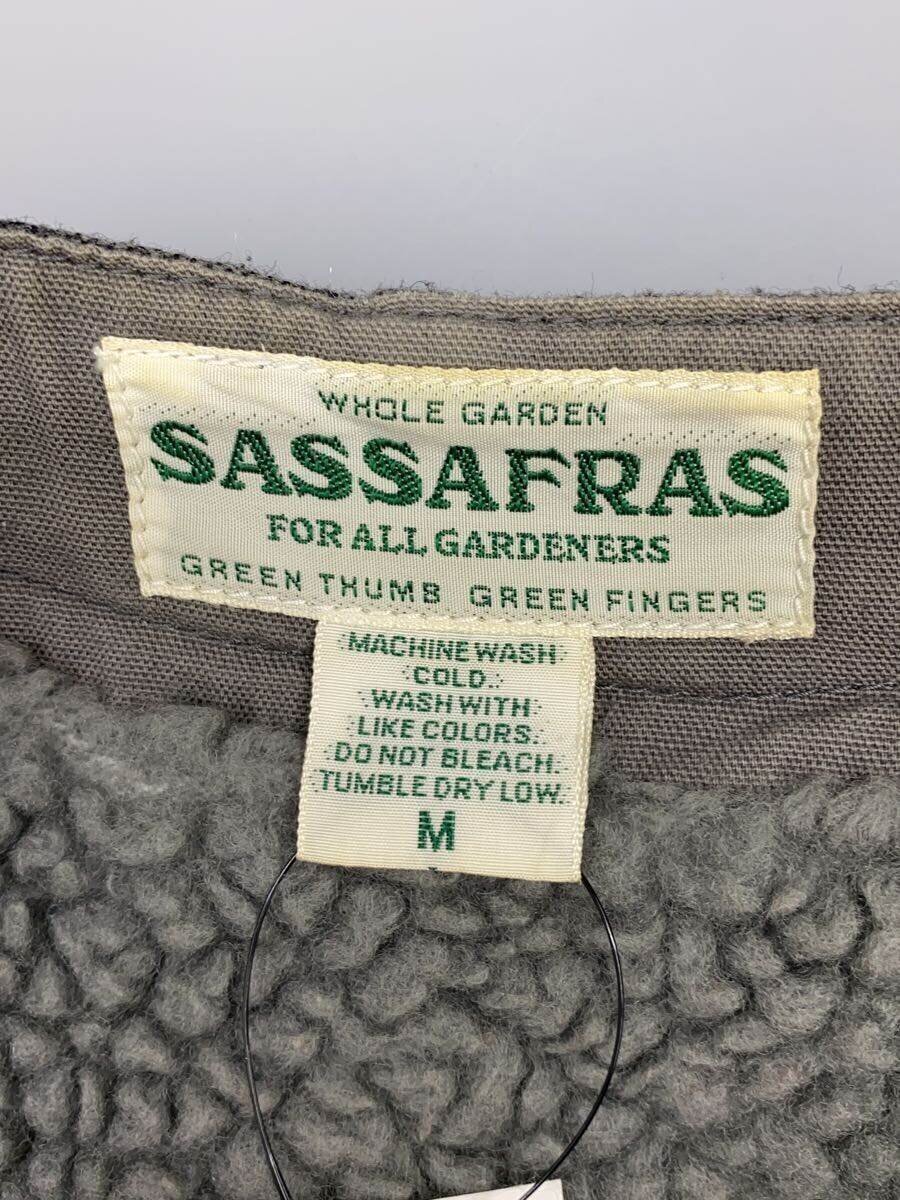 WHOLE GARDEN
SASSAFRAS
FOR ALL GARDENERS
GREEN THUMB GREEN FINGERS
MACHINE WASH
COLD.
WASH WITH
LIKE COLORS.
DO NOT BLEACH.
TUMBLE DRY LOW.
M